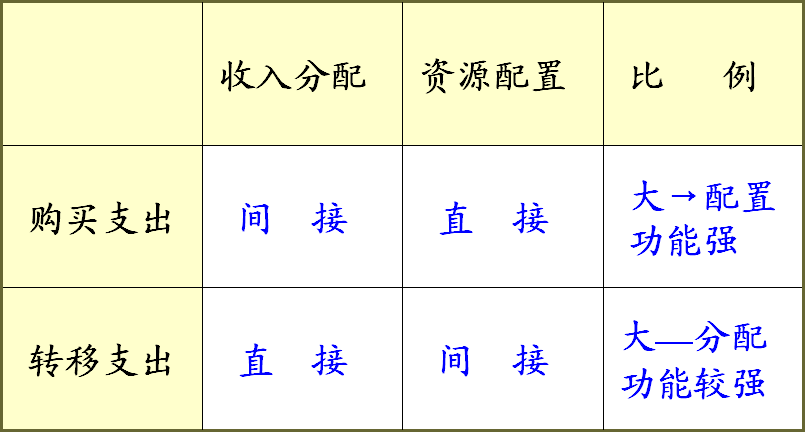 收入分配 资源配置 比 例
购买支出 间 接 直 接 大→配置
功能强
转移支出 直 接 间 接 大—分配
功能较强